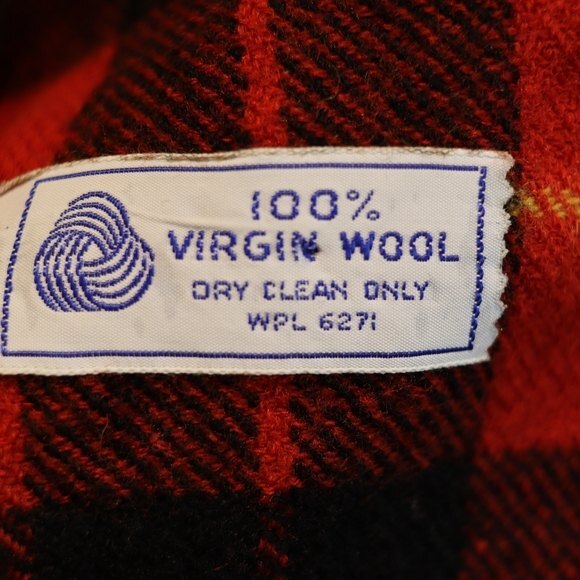 100%
VIRGIN WOOL
DRY CLEAN ONLY
WPL 6271